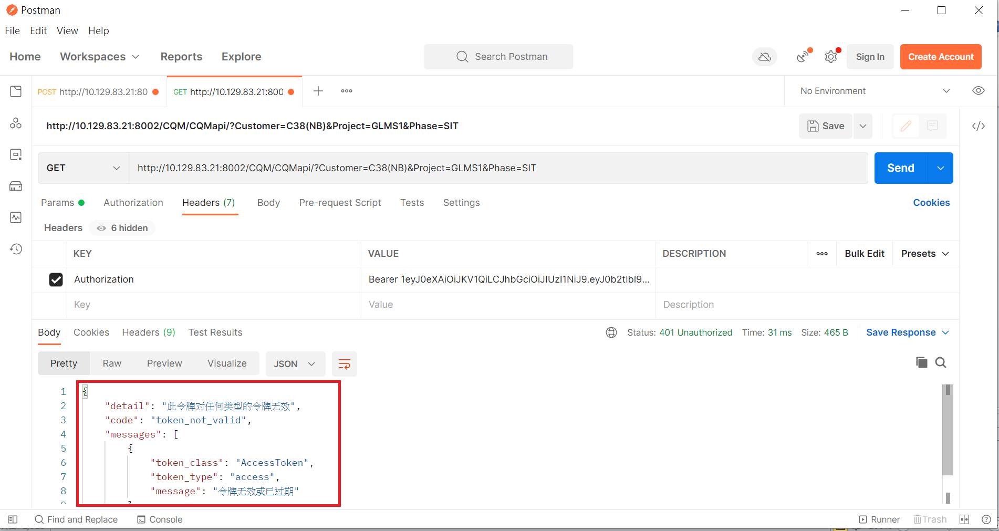 Postman
File Edit View Help
Home Workspaces Reports Explore Search Postman Sign In Create Account
POST http://10.129.83.21:80 GET http://10.129.83.21:800 No Environment
http://10.129.83.21:8002/CQM/CQMapi/?Customer=C38(NB)&Project=GLMS1&Phase=SIT Save
GET http://10.129.83.21:8002/CQM/CQMapi/?Customer=C38(NB)&Project=GLMS1&Phase=SIT Send
Params Authorization Headers (7) Body Pre-request Script Tests Settings Cookies
Headers 6 hidden
KEY VALUE DESCRIPTION Bulk Edit Presets
Authorization Bearer 1eyJ0eXAiOiJKV1QiLCJhbGciOiJIUzI1NiJ9.eyJ0b2tlbl9...
Key Value Description
Body Cookies Headers (9) Test Results Status: 401 Unauthorized Time: 31 ms Size: 465 B Save Response
Pretty Raw Preview Visualize JSON
1 {
2 "detail": "此令牌对任何类型的令牌无效",
3 "code": "token_not_valid",
4 "messages": [
5 {
6 "token_class": "AccessToken",
7 "token_type": "access",
8 "message": "令牌无效或已过期"
Find and Replace Console Runner Trash